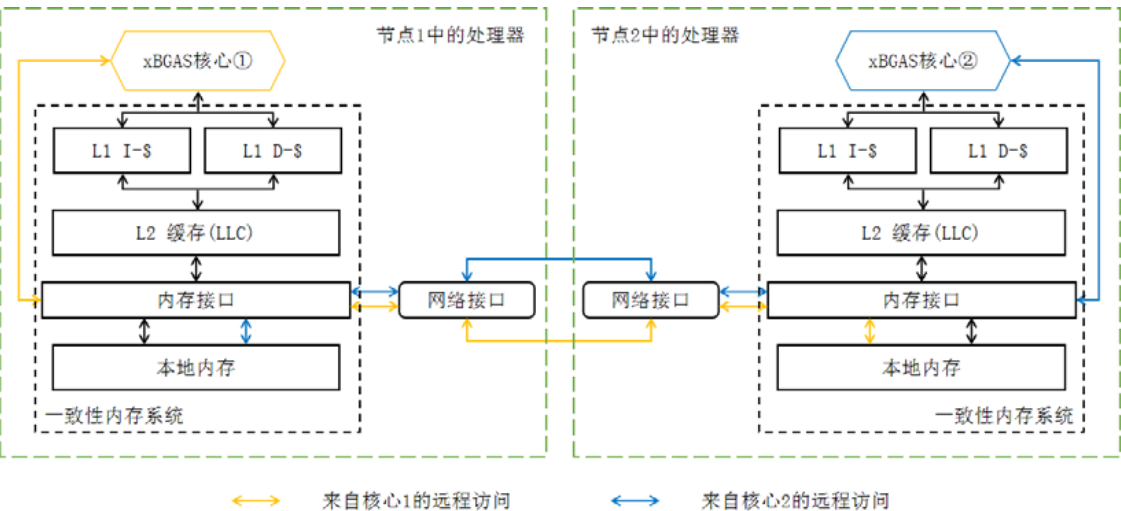 节点1中的处理器
节点2中的处理器
xBGAS核心①
xBGAS核心②
L1 I-$
L1 D-$
L1 I-$
L1 D-$
L2 缓存(LLC)
L2 缓存(LLC)
内存接口
网络接口
网络接口
内存接口
本地内存
本地内存
一致性内存系统
一致性内存系统
来自核心1的远程访问
来自核心2的远程访问